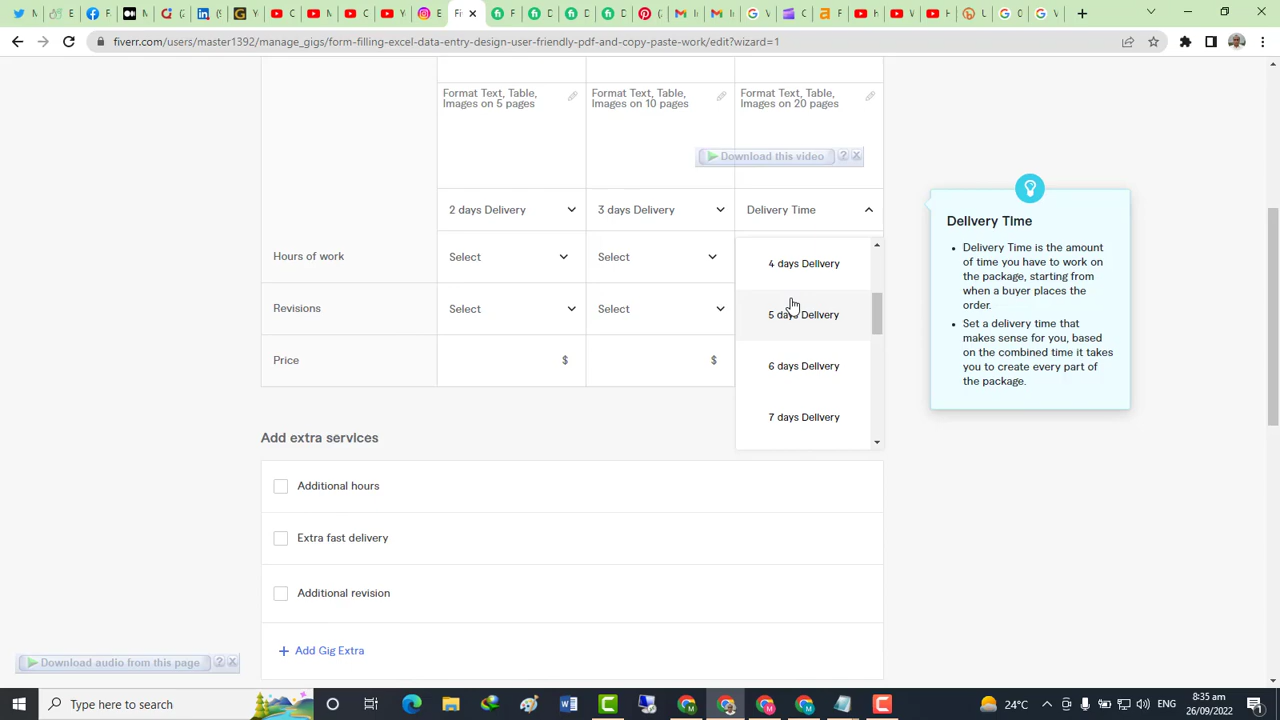 Fi
fiverr.com/users/master1392/manage_gigs/form-filling-excel-data-entry-design-user-friendly-pdf-and-copy-paste-work/edit?wizard=1
Format Text, Table,
Images on 5 pages
Format Text, Table,
Images on 10 pages
Format Text, Table,
Images on 20 pages
Download this video
? X
2 days Delivery
3 days Delivery
Delivery Time
Hours of work
Select
Select
4 days Delivery
Revisions
Select
Select
5 days Delivery
Price
$
$
6 days Delivery
7 days Delivery
Delivery Time
Delivery Time is the amount
of time you have to work on
the package, starting from
when a buyer places the
order.
Set a delivery time that
makes sense for you, based
on the combined time it takes
you to create every part of
the package.
Add extra services
Additional hours
Extra fast delivery
Additional revision
+ Add Gig Extra
Download audio from this page
? X
Type here to search
24°C
ENG
8:35 am
26/09/2022